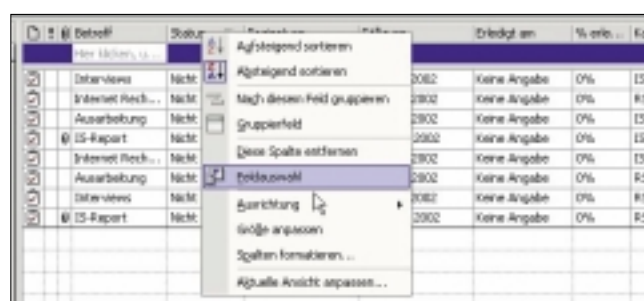 Betreff Status Erledigt am % erle...
Hier klicken, u...
Aufsteigend sortieren
Absteigend sortieren
Nach diesem Feld gruppieren
Gruppierfeld
Diese Spalte entfernen
Feldauswahl
Ausrichtung
Größe anpassen
Spalten formatieren...
Aktuelle Ansicht anpassen...
Interviews Nicht 2002 Keine Angabe 0%
Internet Rech... Nicht 2002 Keine Angabe 0%
Ausarbeitung Nicht 2002 Keine Angabe 0%
IS-Report Nicht 2002 Keine Angabe 0%
Internet Rech... Nicht 2002 Keine Angabe 0%
Ausarbeitung Nicht 2002 Keine Angabe 0%
Interviews Nicht 2002 Keine Angabe 0%
IS-Report Nicht 2002 Keine Angabe 0%